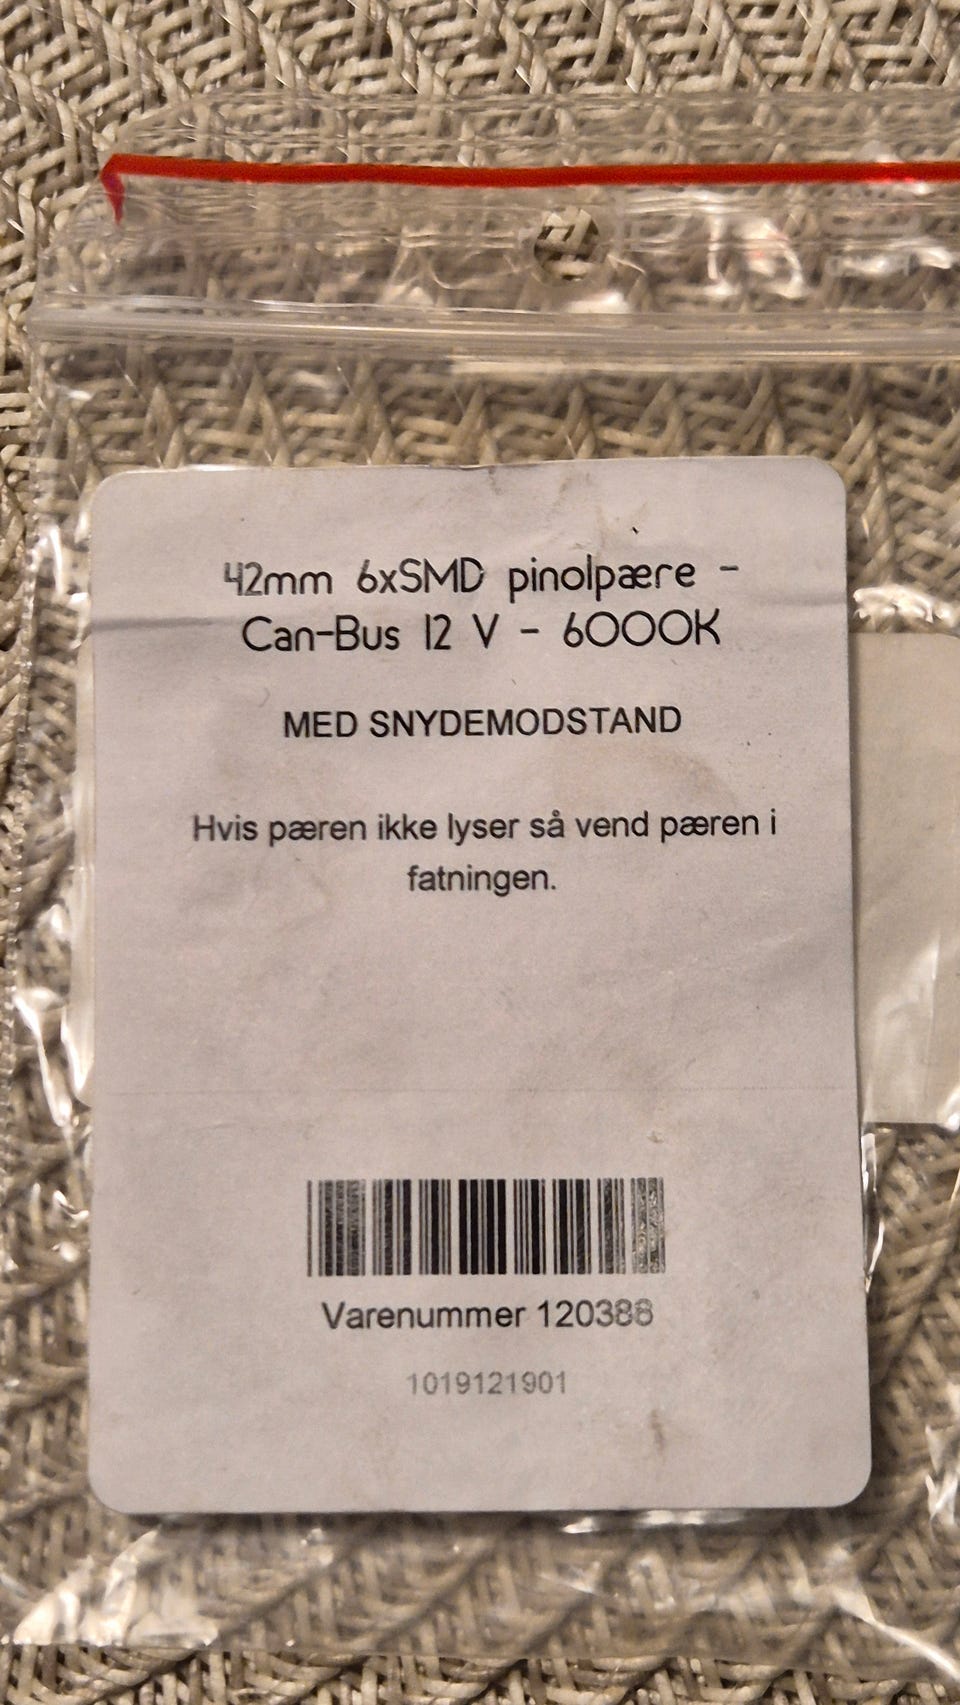 42mm 6xSMD pinolpære -
Can-Bus 12 V - 6000K
MED SNYDEMODSTAND
Hvis pæren ikke lyser så vend pæren i
fatningen.
Varenummer 120388
1019121901